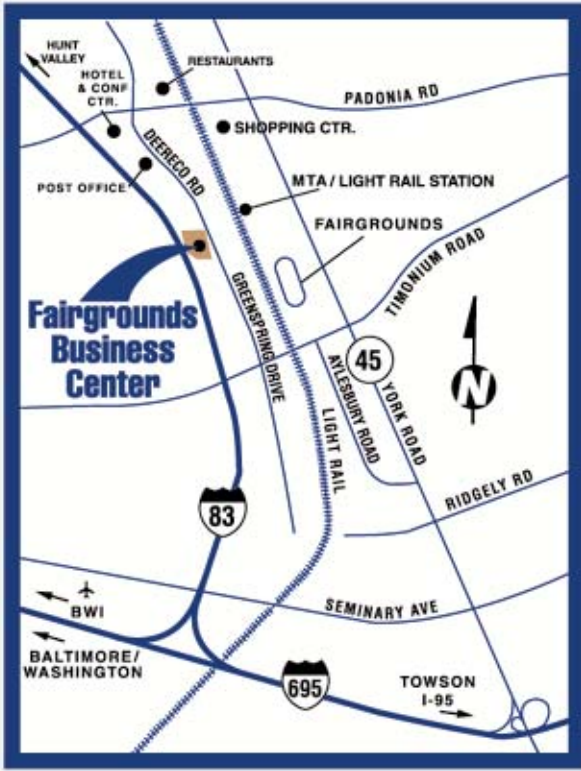 HUNT
VALLEY
HOTEL
& CONF
CTR.
RESTAURANTS
PADONIA RD
SHOPPING CTR.
DEERECO RD
POST OFFICE
MTA / LIGHT RAIL STATION
FAIRGROUNDS
TIMONIUM ROAD
Fairgrounds
Business
Center
GREENSPRING DRIVE
45
AYLESBURY ROAD
YORK ROAD
N
LIGHT RAIL
RIDGELY RD
83
SEMINARY AVE
BWI
BALTIMORE/
WASHINGTON
695
TOWSON
I-95